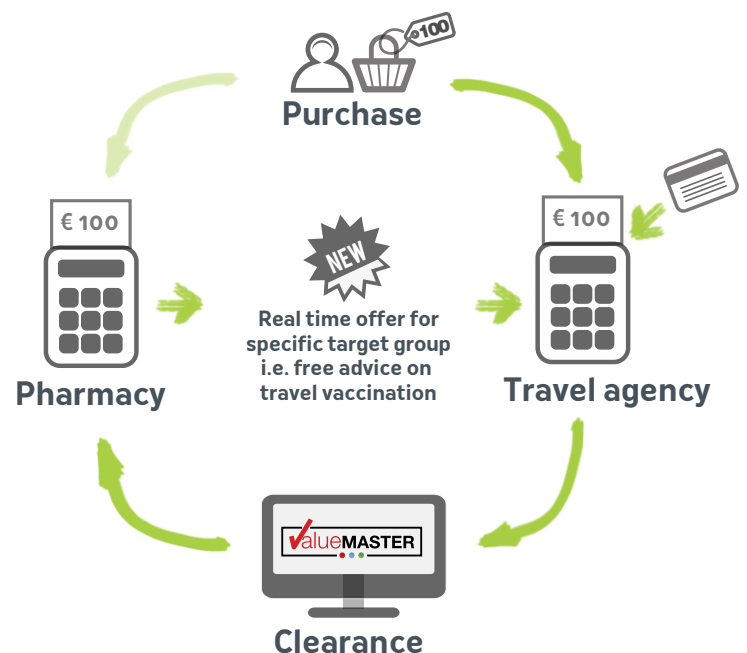 100
Purchase
€ 100
€ 100
NEW
Real time offer for
specific target group
i.e. free advice on
travel vaccination
Pharmacy
Travel agency
valueMASTER
Clearance